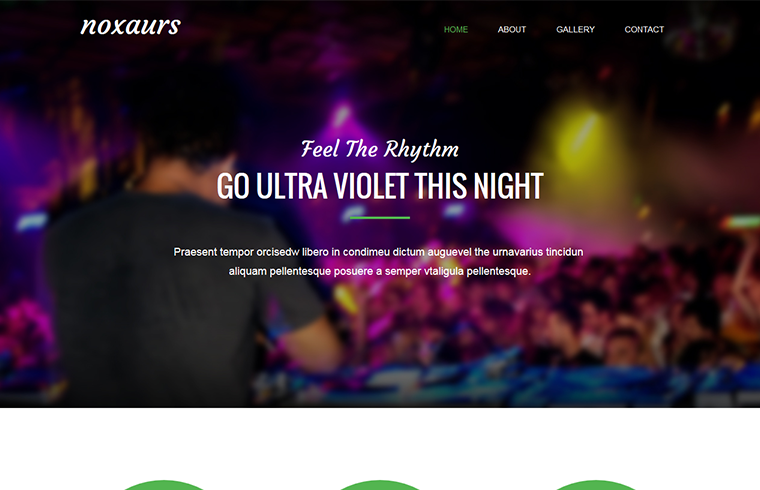 noxaurs
HOME ABOUT GALLERY CONTACT
Feel The Rhythm
GO ULTRA VIOLET THIS NIGHT
Praesent tempor orcisedw libero in condimeu dictum auguevel the urnavarius tincidun
aliquam pellentesque posuere a semper vtaligula pellentesque.